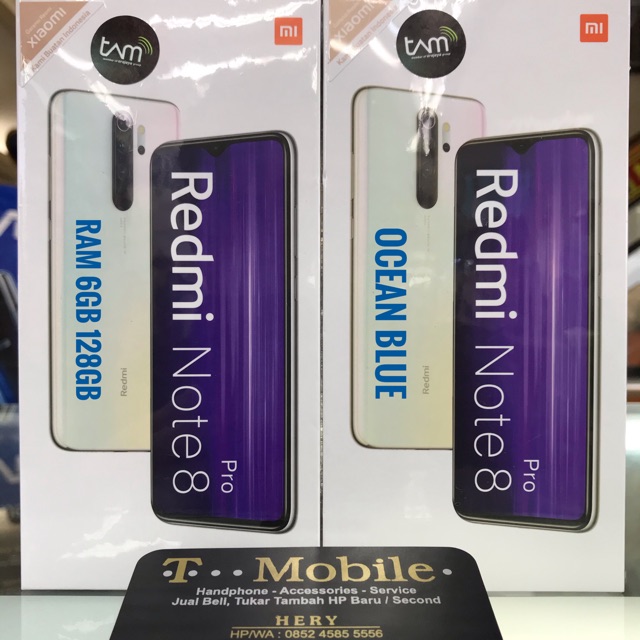 xiaomi
tam
mi
Redmi
RAM 6GB 128GB
Redmi Note 8
Pro
xiaomi
tam
mi
Redmi
OCEAN BLUE
Redmi Note 8
Pro
T·· Mobile·
Handphone - Accessories - Service
Jual Beli, Tukar Tambah HP Baru / Second
HERY
HP/WA : 0852 4585 5556